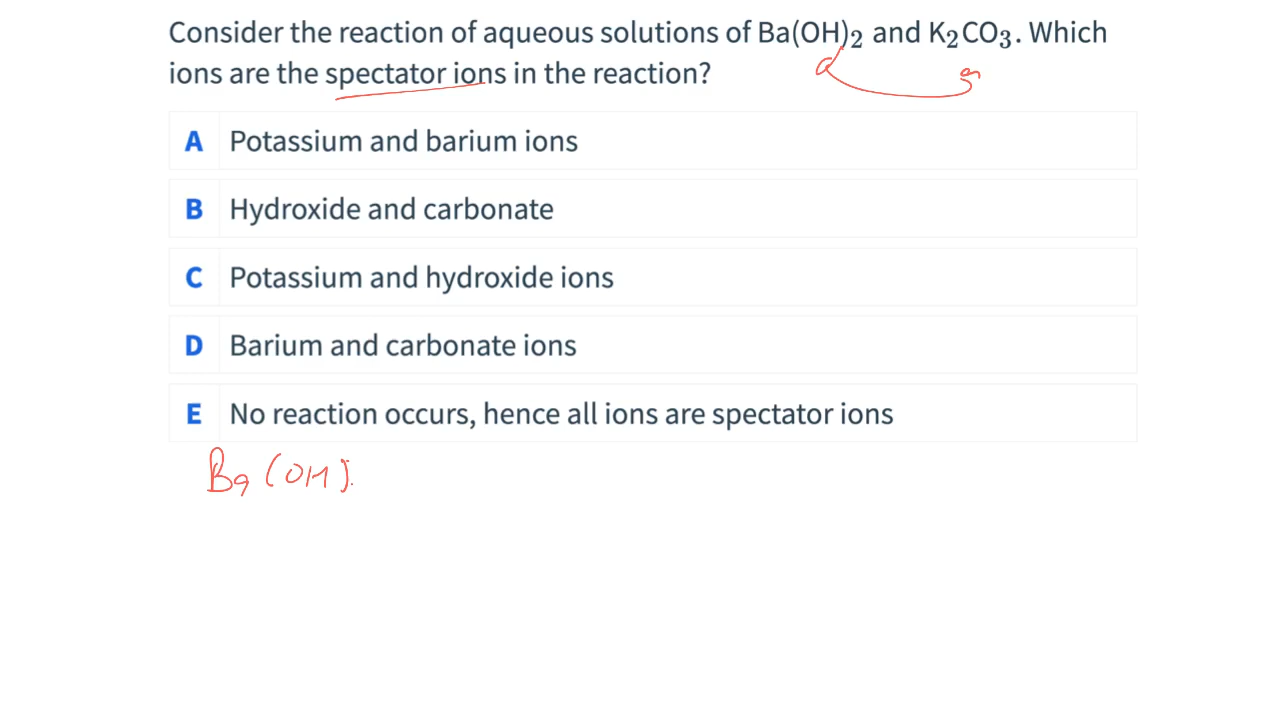 Consider the reaction of aqueous solutions of Ba(OH)₂ and K₂CO₃. Which
ions are the spectator ions in the reaction?
A Potassium and barium ions
B Hydroxide and carbonate
C Potassium and hydroxide ions
D Barium and carbonate ions
E No reaction occurs, hence all ions are spectator ions
Ba(OH)